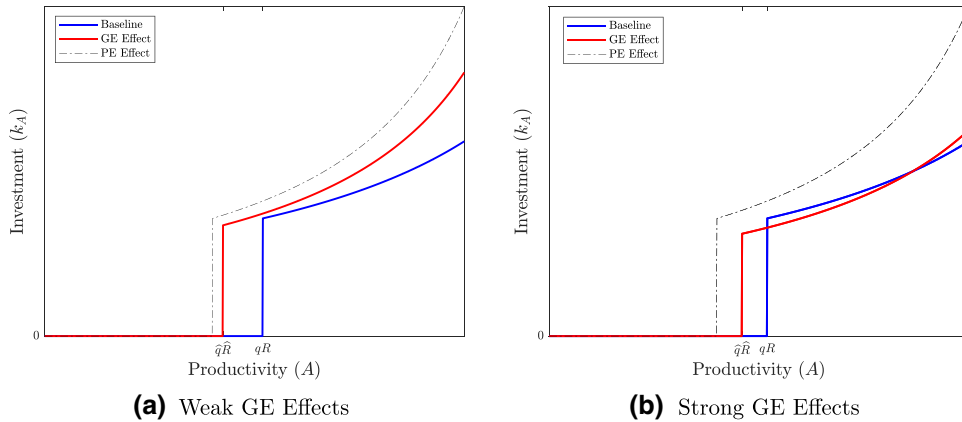 Baseline
GE Effect
PE Effect
Investment (k_A)
0
q̂R̂
qR
Productivity (A)
(a) Weak GE Effects
Baseline
GE Effect
PE Effect
Investment (k_A)
0
q̂R̂
qR
Productivity (A)
(b) Strong GE Effects